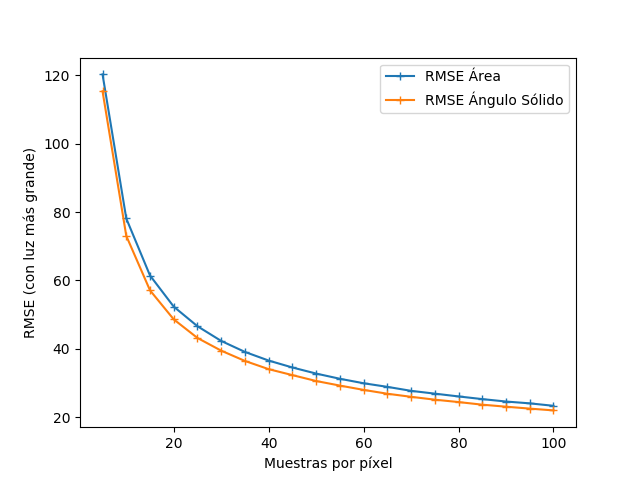 RMSE Área
RMSE Ángulo Sólido
RMSE (con luz más grande)
120
100
80
60
40
20
20 40 60 80 100
Muestras por píxel